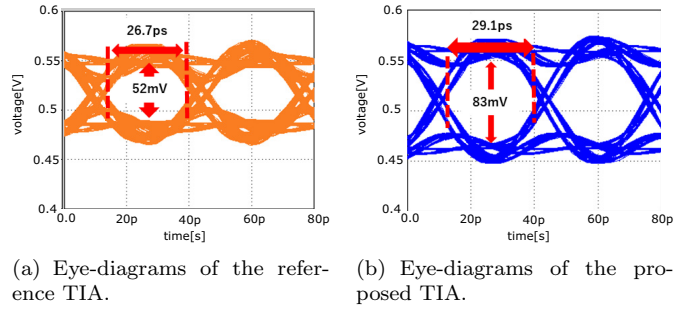 0.6
0.55
0.5
0.45
0.4
voltage[V]
26.7ps
52mV
0.0 20p 40p 60p 80p
time[s]
(a) Eye-diagrams of the refer-
ence TIA.
0.6
0.55
0.5
0.45
0.4
voltage[V]
29.1ps
83mV
0.0 20p 40p 60p 80p
time[s]
(b) Eye-diagrams of the pro-
posed TIA.